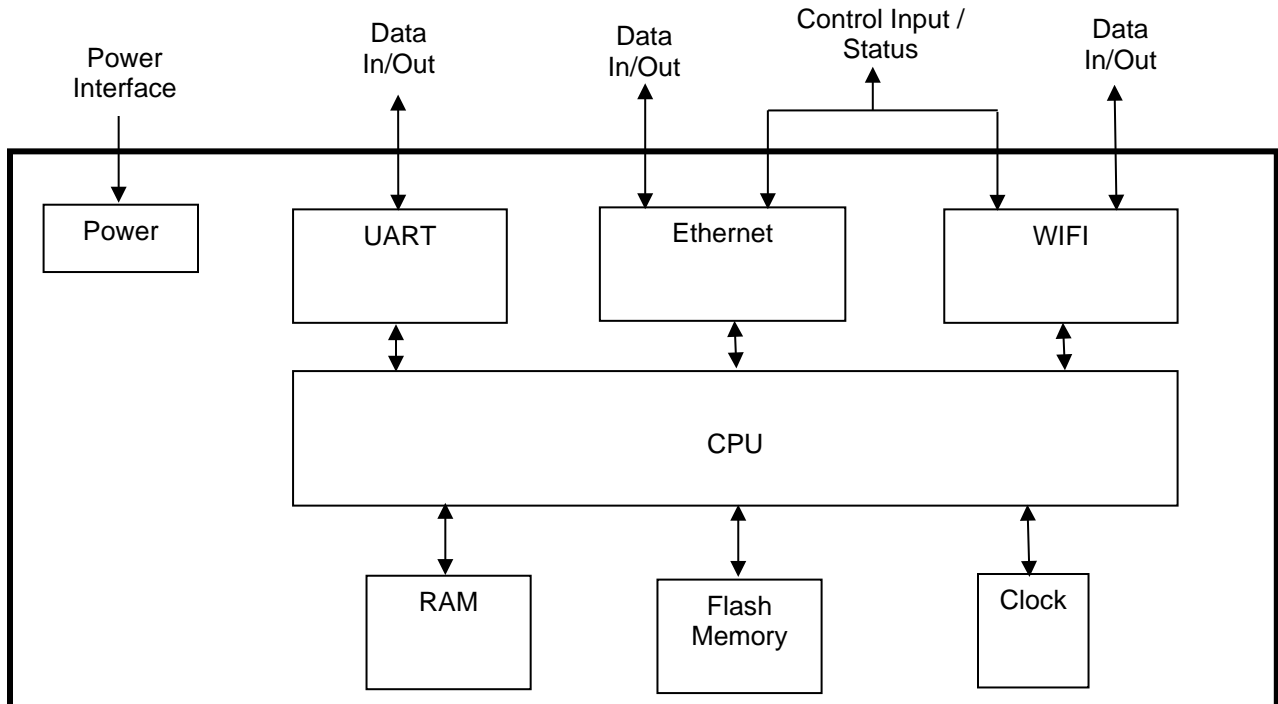 Power
Interface
Data
In/Out
Data
In/Out
Control Input /
Status
Data
In/Out
Power
UART
Ethernet
WIFI
CPU
RAM
Flash
Memory
Clock